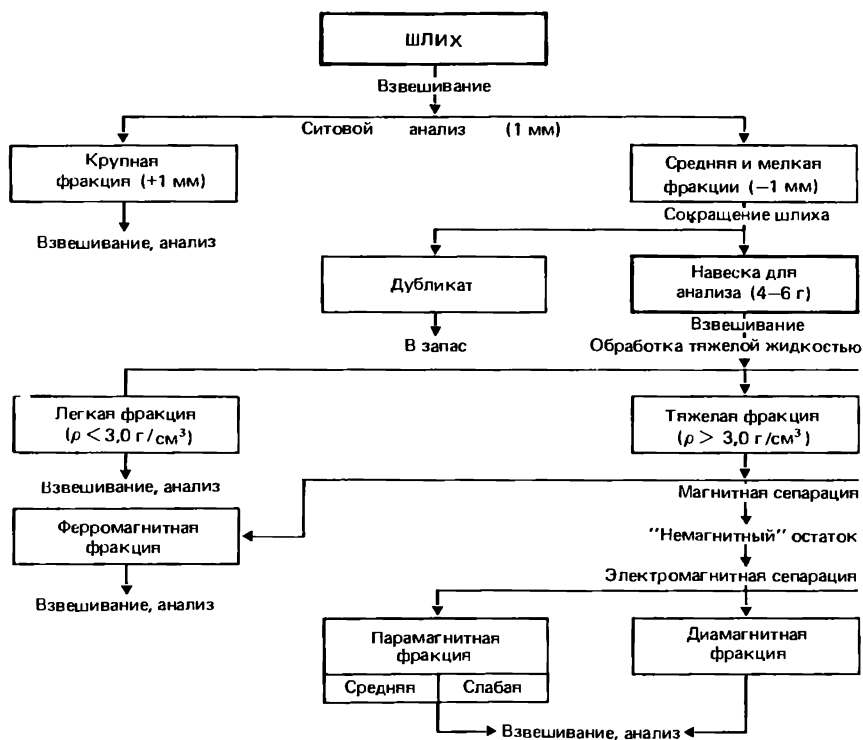 ШЛИХ
Взвешивание
Ситовой анализ (1 мм)
Крупная
фракция (+1 мм)
Средняя и мелкая
фракции (−1 мм)
Взвешивание, анализ
Сокращение шлиха
Дубликат
Навеска для
анализа (4−6 г)
В запас
Взвешивание
Обработка тяжелой жидкостью
Легкая фракция
(ρ < 3,0 г/см³)
Тяжелая фракция
(ρ > 3,0 г/см³)
Взвешивание, анализ
Магнитная сепарация
Ферромагнитная
фракция
"Немагнитный" остаток
Взвешивание, анализ
Электромагнитная сепарация
Парамагнитная
фракция
Средняя
Слабая
Диамагнитная
фракция
Взвешивание, анализ